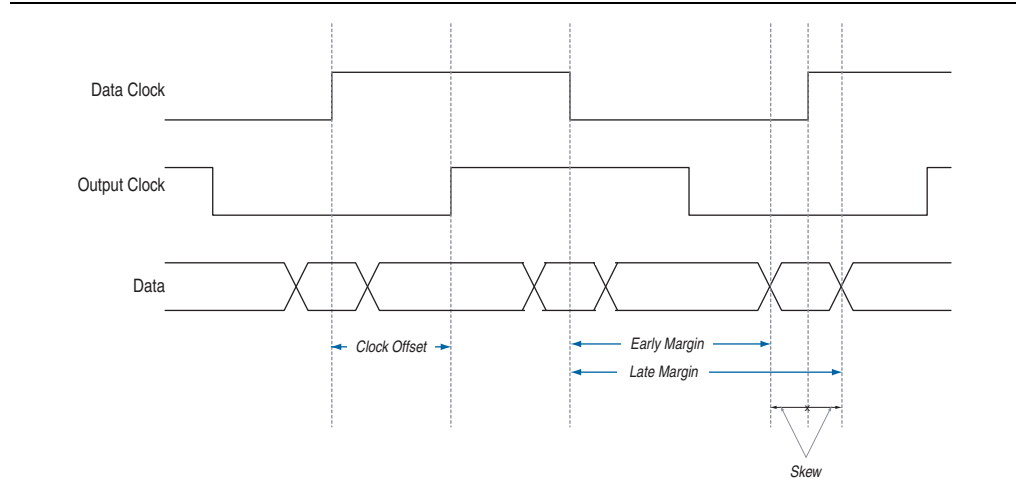 Data Clock
Output Clock
Data
Clock Offset
Early Margin
Late Margin
x
Skew